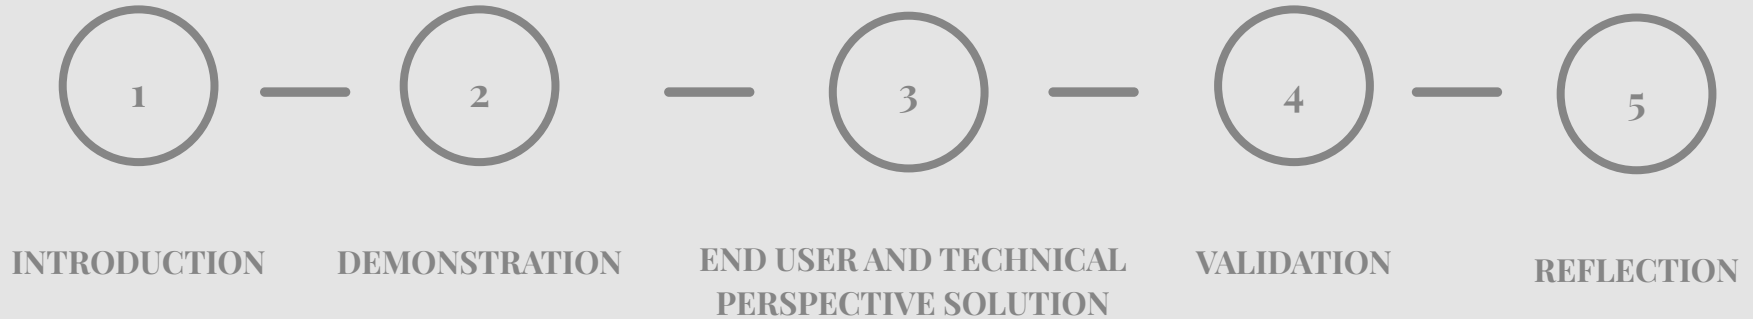 1
2
3
4
5
INTRODUCTION
DEMONSTRATION
END USER AND TECHNICAL
PERSPECTIVE SOLUTION
VALIDATION
REFLECTION